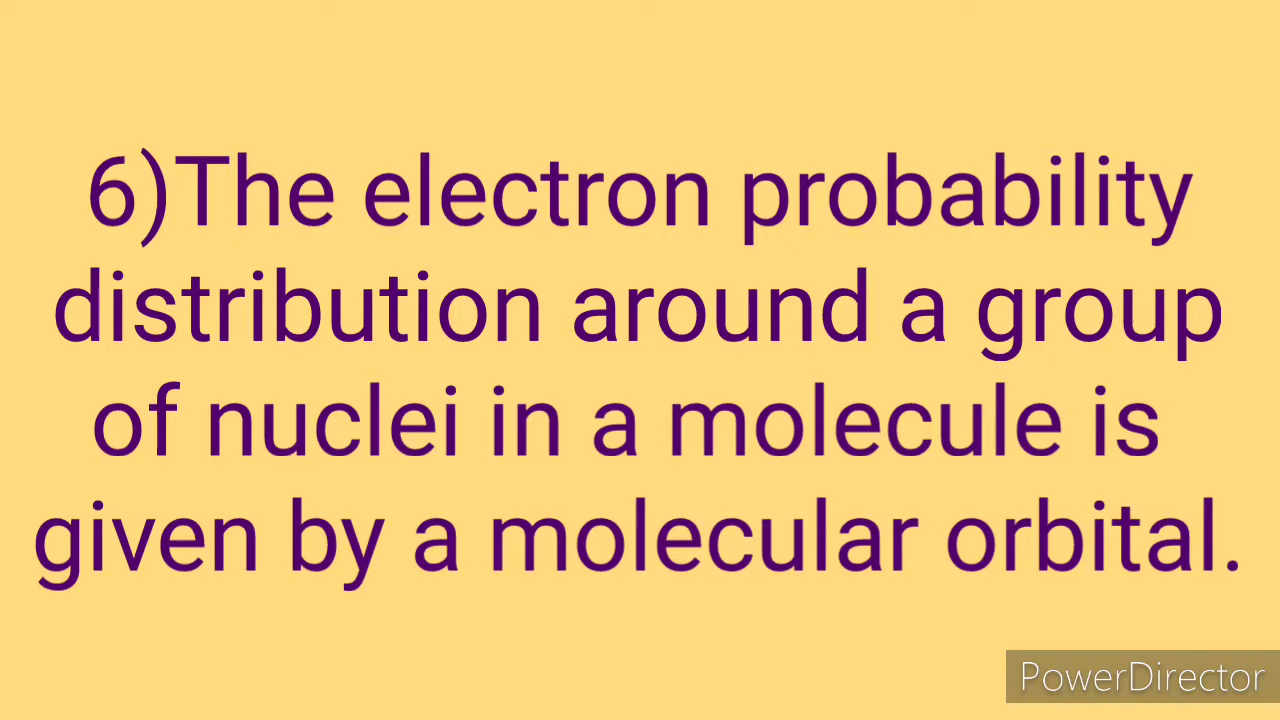 6)The electron probability
distribution around a group
of nuclei in a molecule is
given by a molecular orbital.
PowerDirector